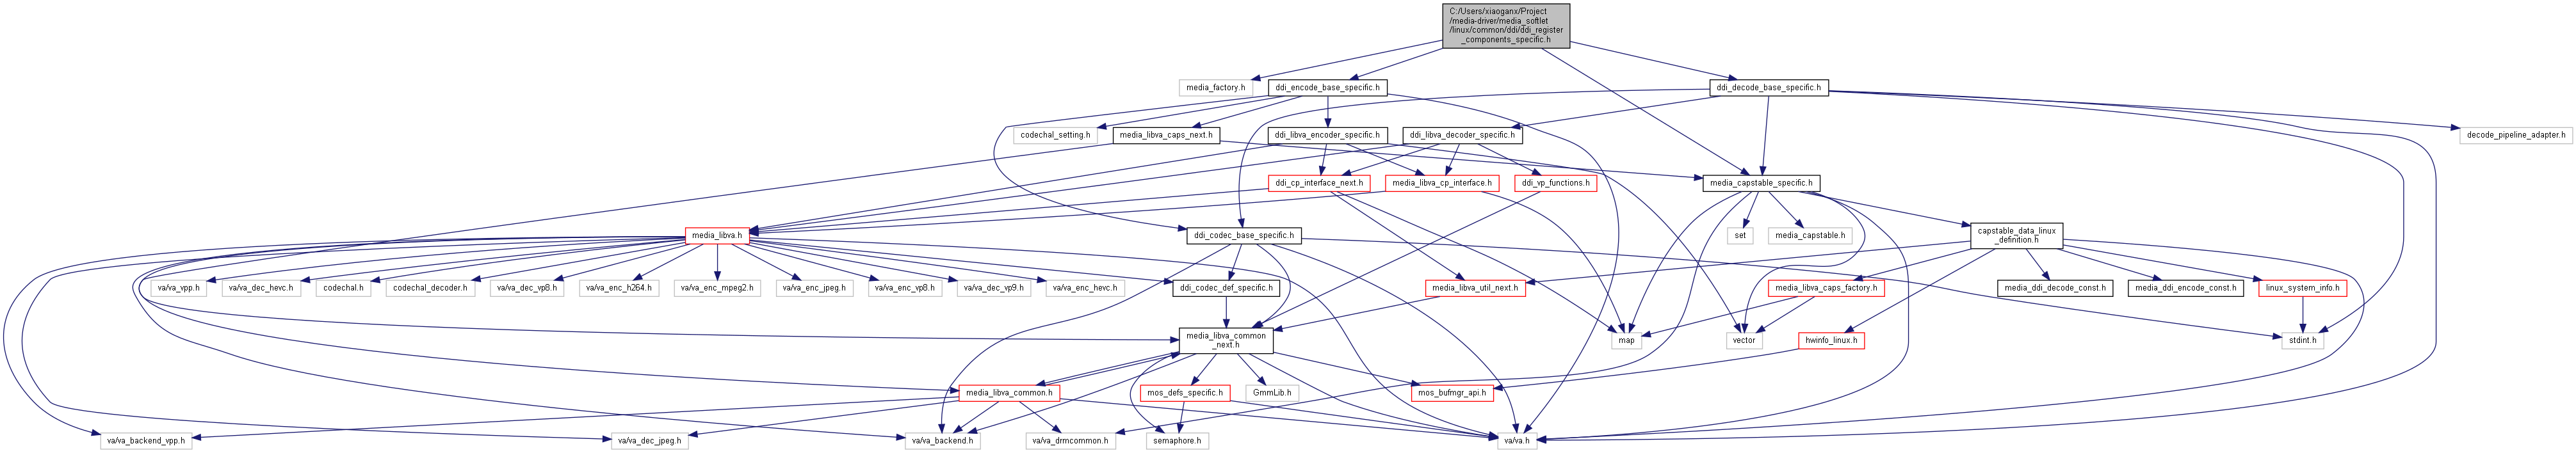 C:/Users/xiaoganx/Project
/media-driver/media_softlet
/linux/common/ddi/ddi_register
_components_specific.h
media_factory.h
ddi_encode_base_specific.h
ddi_decode_base_specific.h
codechal_setting.h
media_libva_caps_next.h
ddi_libva_encoder_specific.h
ddi_libva_decoder_specific.h
decode_pipeline_adapter.h
ddi_cp_interface_next.h
media_libva_cp_interface.h
ddi_vp_functions.h
media_capstable_specific.h
media_libva.h
ddi_codec_base_specific.h
set
media_capstable.h
capstable_data_linux
_definition.h
va/va_vpp.h
va/va_dec_hevc.h
codechal.h
codechal_decoder.h
va/va_dec_vp8.h
va/va_enc_h264.h
va/va_enc_mpeg2.h
va/va_enc_jpeg.h
va/va_enc_vp8.h
va/va_dec_vp9.h
va/va_enc_hevc.h
ddi_codec_def_specific.h
media_libva_util_next.h
media_libva_caps_factory.h
media_ddi_decode_const.h
media_ddi_encode_const.h
linux_system_info.h
media_libva_common
_next.h
map
vector
hwinfo_linux.h
stdint.h
media_libva_common.h
mos_defs_specific.h
GmmLib.h
mos_bufmgr_api.h
va/va_backend_vpp.h
va/va_dec_jpeg.h
va/va_backend.h
va/va_drmcommon.h
semaphore.h
va/va.h